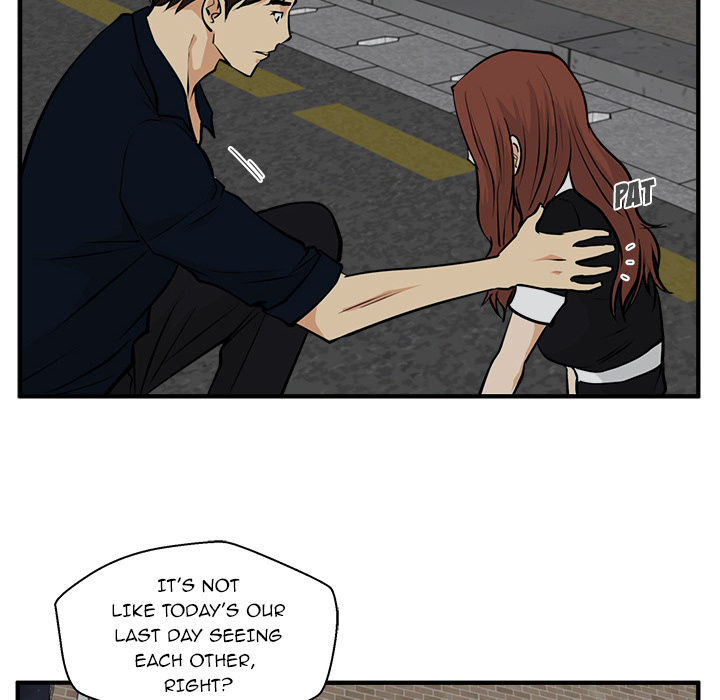 PAT
IT'S NOT
LIKE TODAY'S OUR
LAST DAY SEEING
EACH OTHER,
RIGHT?